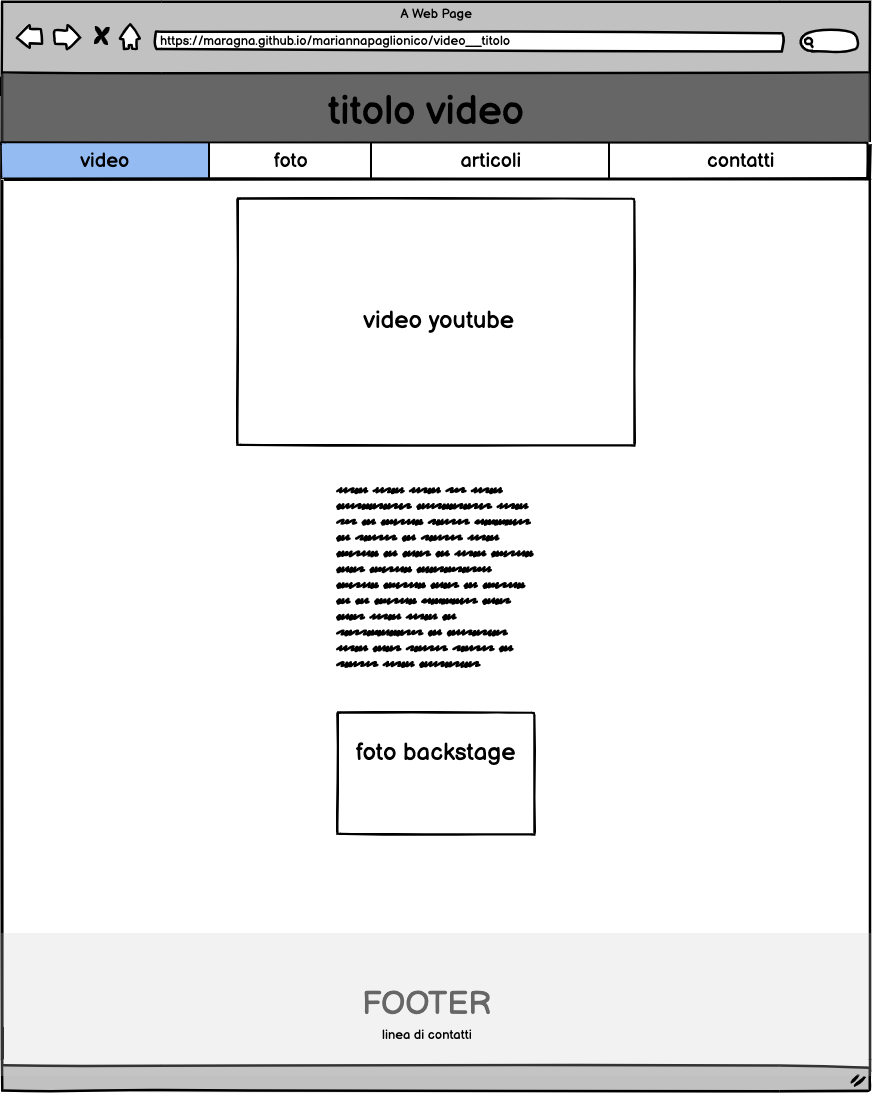 A Web Page
https://maragna.github.io/mariannapaglionico/video__titolo
titolo video
video foto articoli contatti
video youtube
foto backstage
FOOTER
linea di contatti